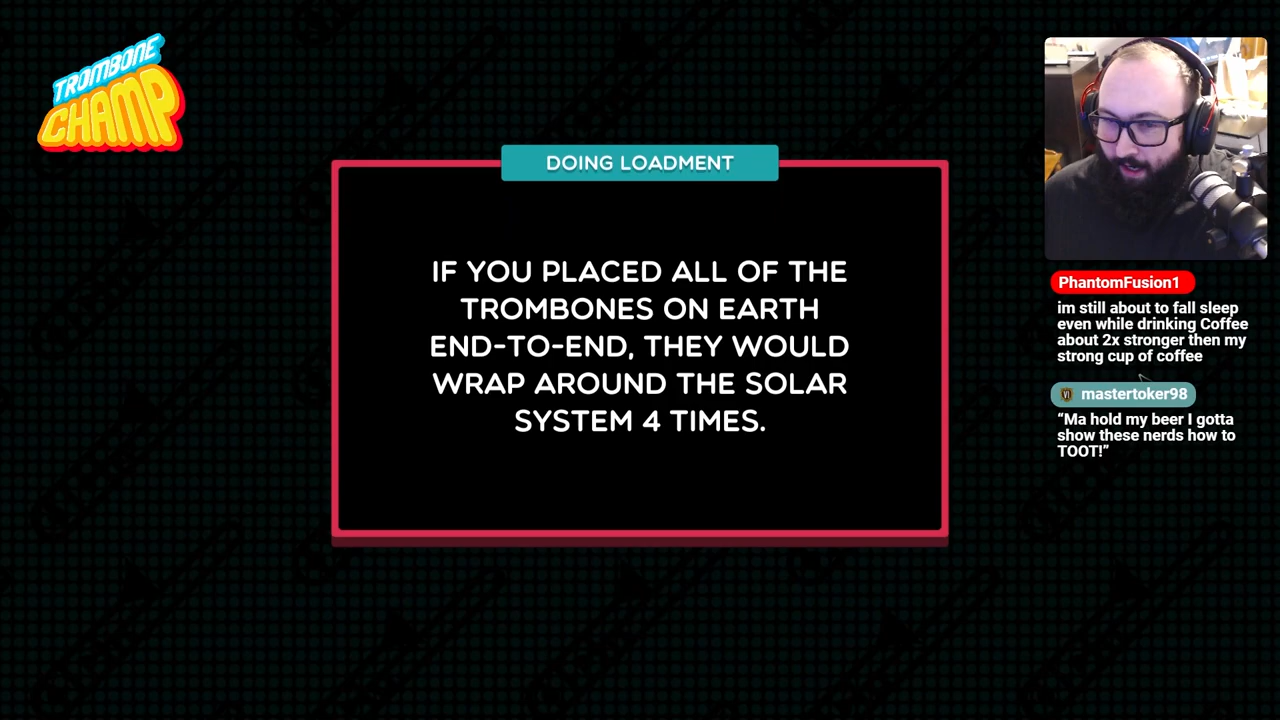 TROMBONE
CHAMP
DOING LOADMENT
IF YOU PLACED ALL OF THE
TROMBONES ON EARTH
END-TO-END, THEY WOULD
WRAP AROUND THE SOLAR
SYSTEM 4 TIMES.
PhantomFusion1
im still about to fall sleep
even while drinking Coffee
about 2x stronger then my
strong cup of coffee
VI mastertoker98
“Ma hold my beer I gotta
show these nerds how to
TOOT!”